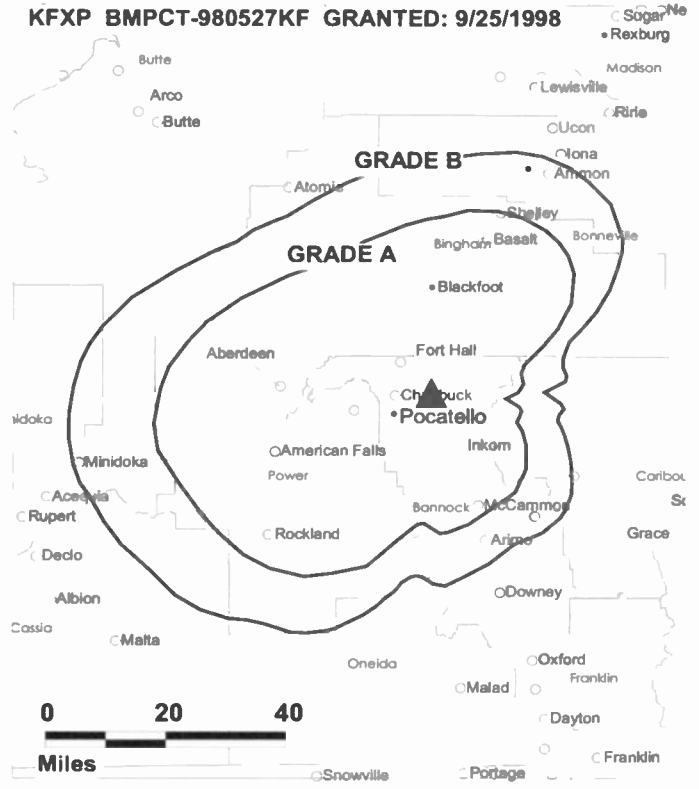 KFXP BMPCT-980527KF GRANTED: 9/25/1998
Sugar
Rexburg
Butte
Madison
Arco
Lewisville
Butte
Ririe
Ucon
Iona
GRADE B
Ammon
Atomic
Shelley
Bonneville
Bingham
Basalt
GRADE A
Blackfoot
Fort Hall
Aberdeen
Pocatello
nidoka
Inkom
American Falls
Minidoka
Power
Caribou
Acequia
Bannock
McCammon
Rupert
Rockland
Grace
Arimo
Declo
Downey
Albion
Cassia
Malta
Oxford
Oneida
Franklin
Malad
0 20 40
Dayton
Miles
Franklin
Snowville
Portage